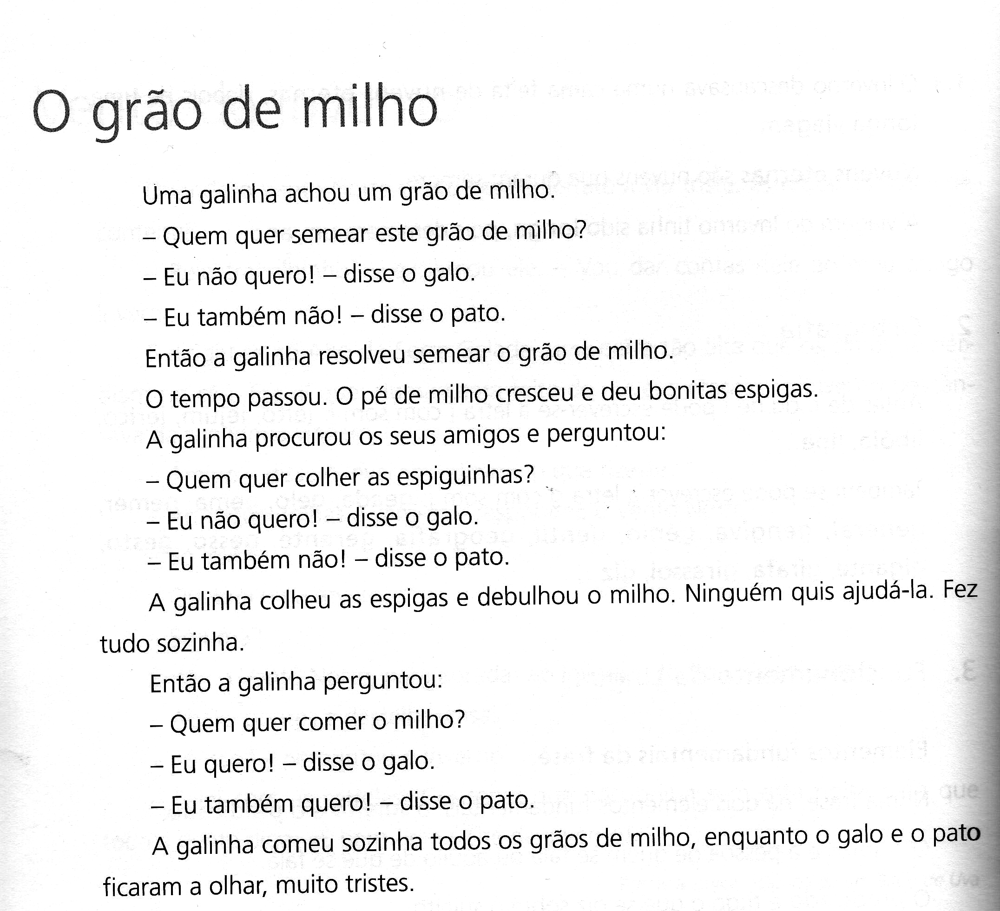 O grão de milho
Uma galinha achou um grão de milho.
– Quem quer semear este grão de milho?
– Eu não quero! – disse o galo.
– Eu também não! – disse o pato.
Então a galinha resolveu semear o grão de milho.
O tempo passou. O pé de milho cresceu e deu bonitas espigas.
A galinha procurou os seus amigos e perguntou:
– Quem quer colher as espiguinhas?
– Eu não quero! – disse o galo.
– Eu também não! – disse o pato.
A galinha colheu as espigas e debulhou o milho. Ninguém quis ajudá-la. Fez
tudo sozinha.
Então a galinha perguntou:
– Quem quer comer o milho?
– Eu quero! – disse o galo.
– Eu também quero! – disse o pato.
A galinha comeu sozinha todos os grãos de milho, enquanto o galo e o pato
ficaram a olhar, muito tristes.